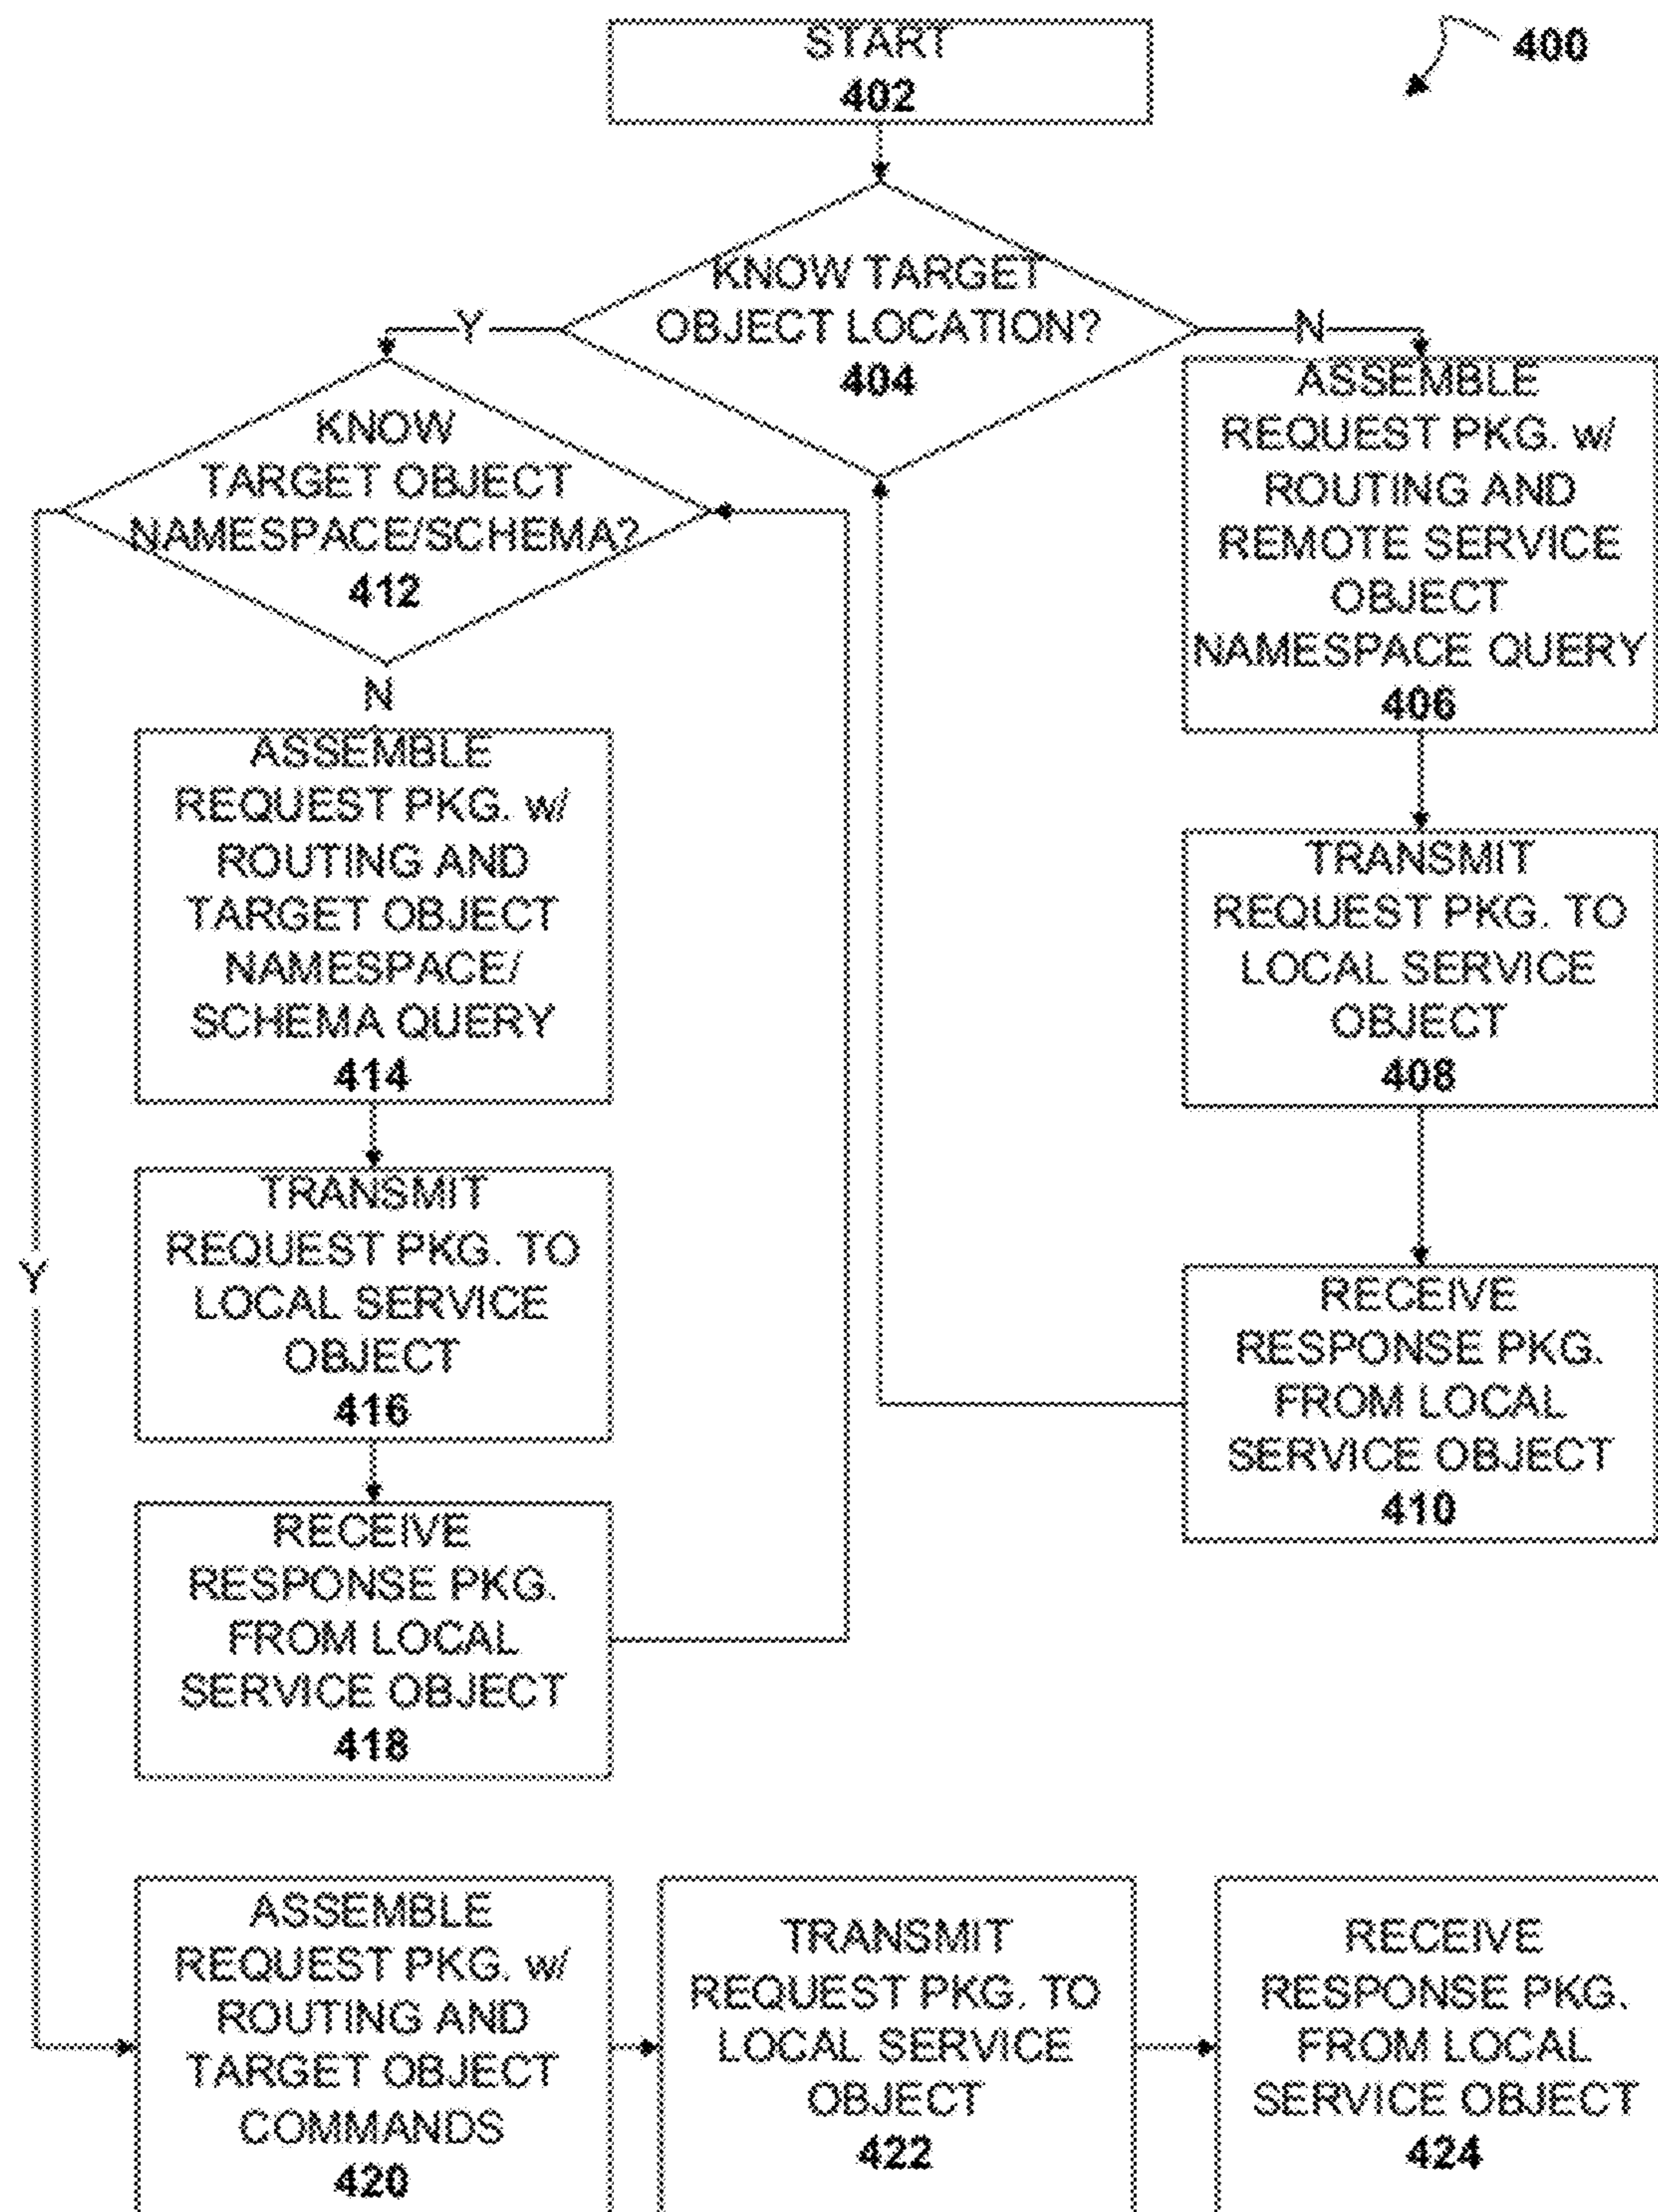 START
402
400
KNOW TARGET
OBJECT LOCATION?
404
Y
N
KNOW
TARGET OBJECT
NAMESPACE/SCHEMA?
412
N
Y
ASSEMBLE
REQUEST PKG. w/
ROUTING AND
REMOTE SERVICE
OBJECT
NAMESPACE QUERY
406
TRANSMIT
REQUEST PKG. TO
LOCAL SERVICE
OBJECT
408
RECEIVE
RESPONSE PKG.
FROM LOCAL
SERVICE OBJECT
410
ASSEMBLE
REQUEST PKG. w/
ROUTING AND
TARGET OBJECT
NAMESPACE/
SCHEMA QUERY
414
TRANSMIT
REQUEST PKG. TO
LOCAL SERVICE
OBJECT
416
RECEIVE
RESPONSE PKG.
FROM LOCAL
SERVICE OBJECT
418
ASSEMBLE
REQUEST PKG. w/
ROUTING AND
TARGET OBJECT
COMMANDS
420
TRANSMIT
REQUEST PKG. TO
LOCAL SERVICE
OBJECT
422
RECEIVE
RESPONSE PKG.
FROM LOCAL
SERVICE OBJECT
424